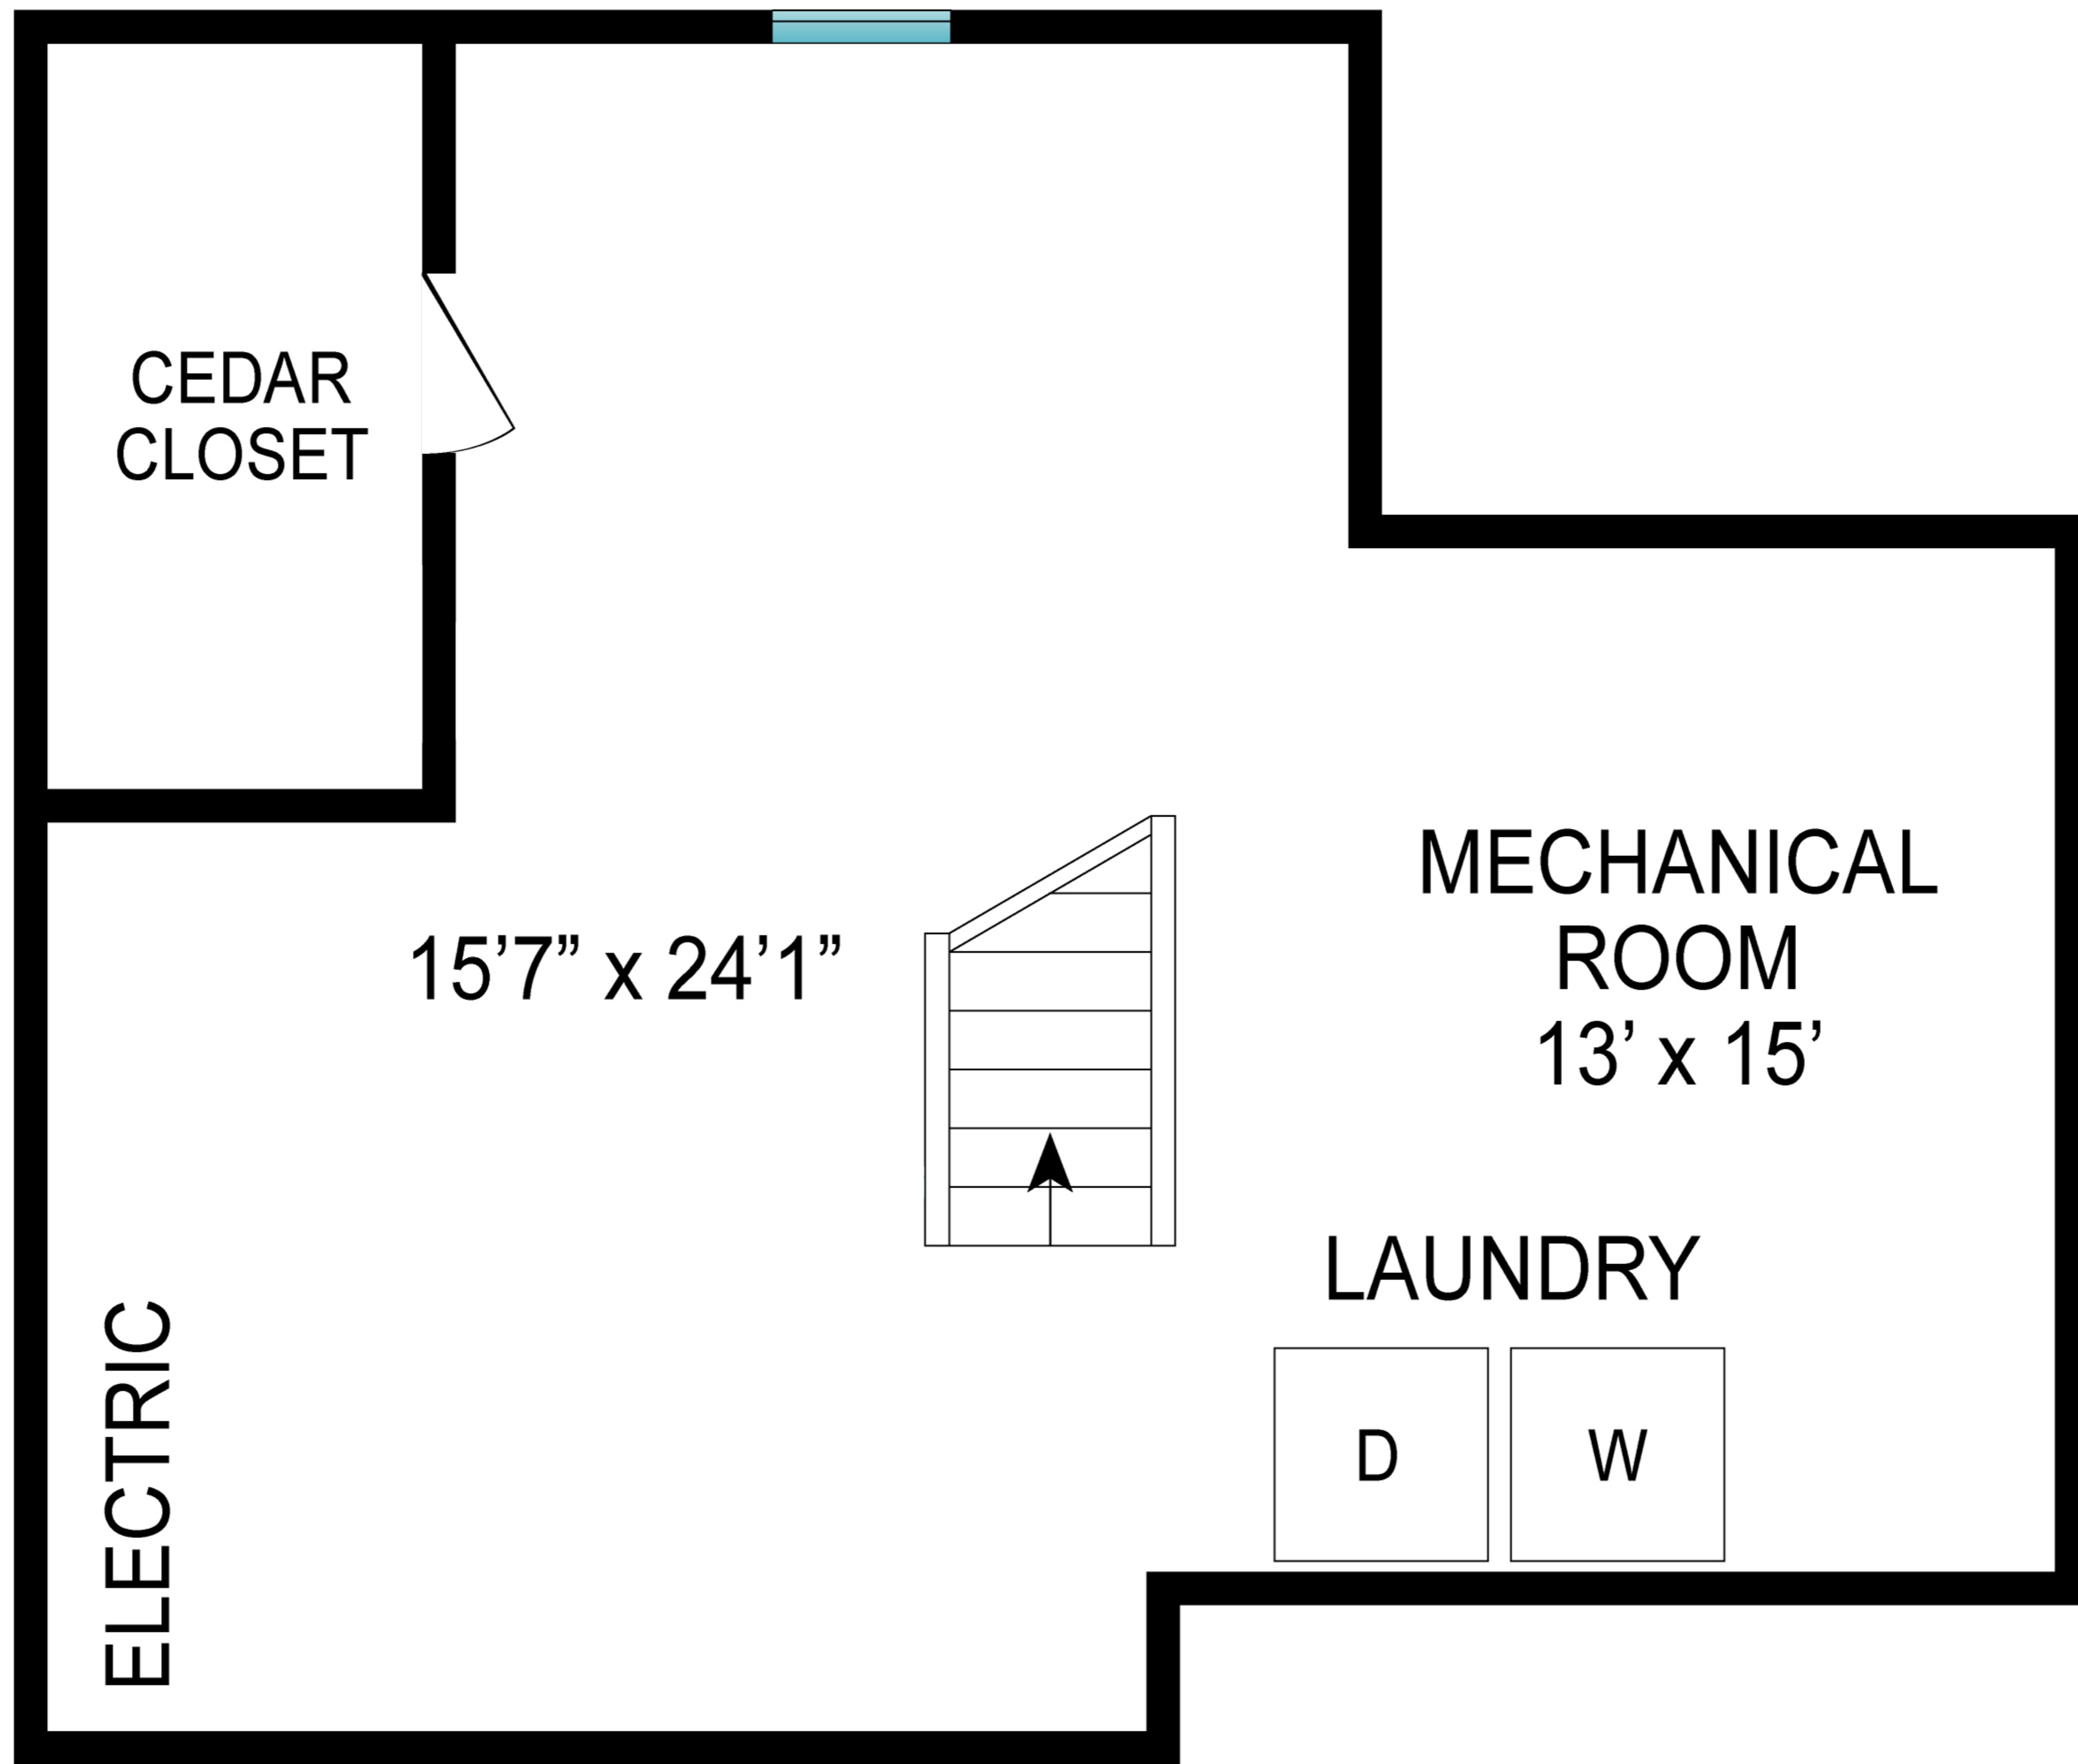 CEDAR
CLOSET
15’7” x 24’1”
MECHANICAL
ROOM
13’ x 15’
LAUNDRY
D
W
ELECTRIC